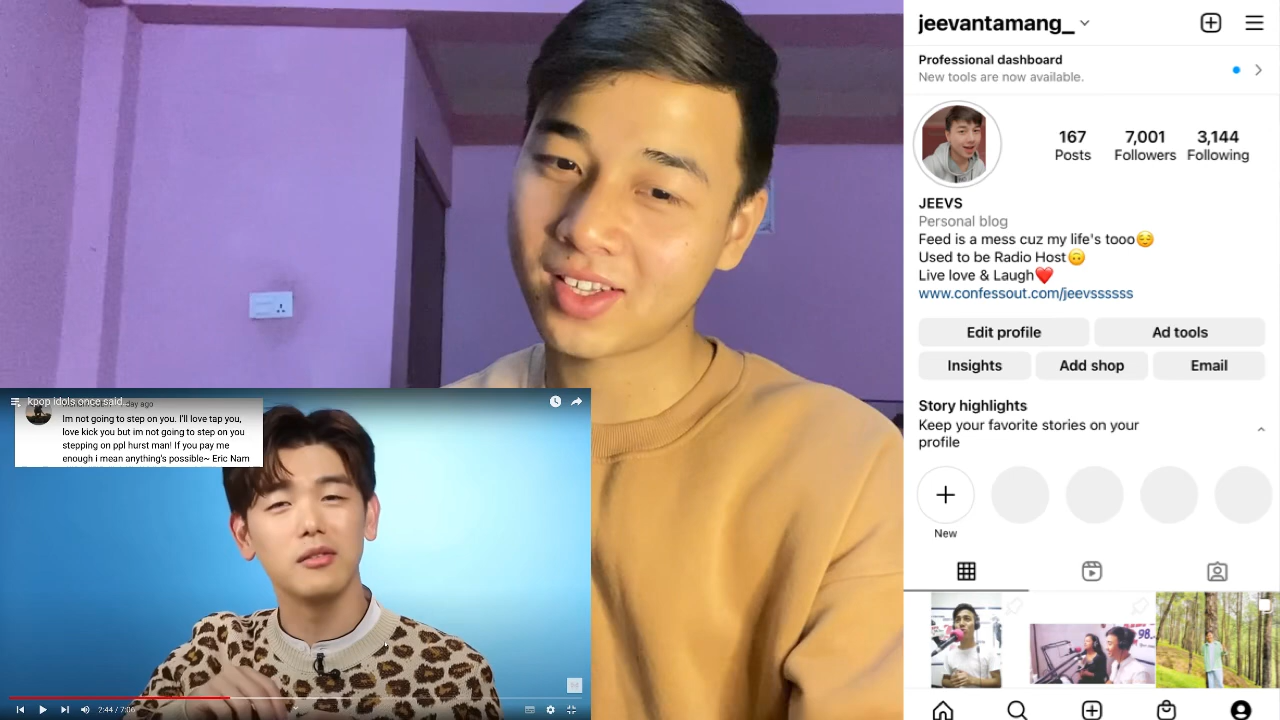 kpop idols once said...
day ago
Im not going to step on you. I'll love tap you,
love kick you but im not going to step on you
stepping on ppl hurst man! If you pay me
enough i mean anything's possible~ Eric Nam
2:44 / 7:06
jeevantamang_
Professional dashboard
New tools are now available.
167 7,001 3,144
Posts Followers Following
JEEVS
Personal blog
Feed is a mess cuz my life's tooo😌
Used to be Radio Host🙃
Live love & Laugh❤️
www.confessout.com/jeevssssss
Edit profile Ad tools
Insights Add shop Email
Story highlights
Keep your favorite stories on your
profile
New
98.